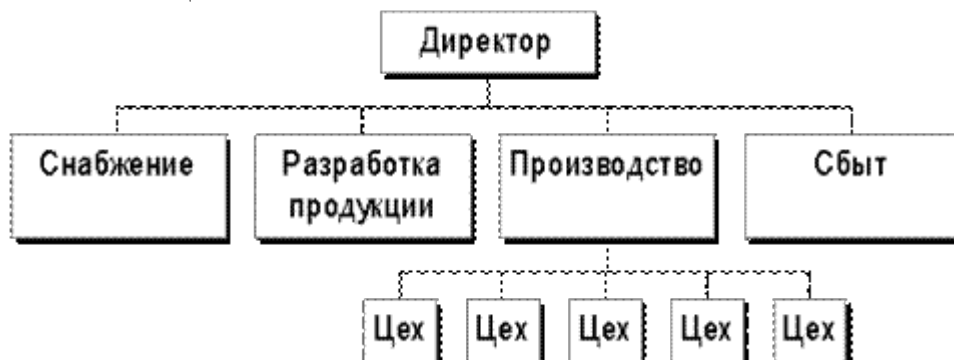 Директор
Снабжение
Разработка
продукции
Производство
Сбыт
Цех
Цех
Цех
Цех
Цех